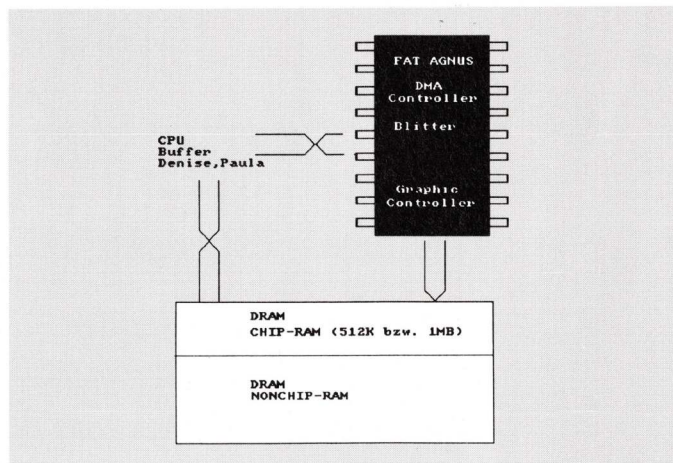 FAT AGNUS
DMA
Controller
Blitter
Graphic
Controller
CPU
Buffer
Denise,Paula
DRAM
CHIP-RAM (512K bzw. 1MB)
DRAM
NONCHIP-RAM